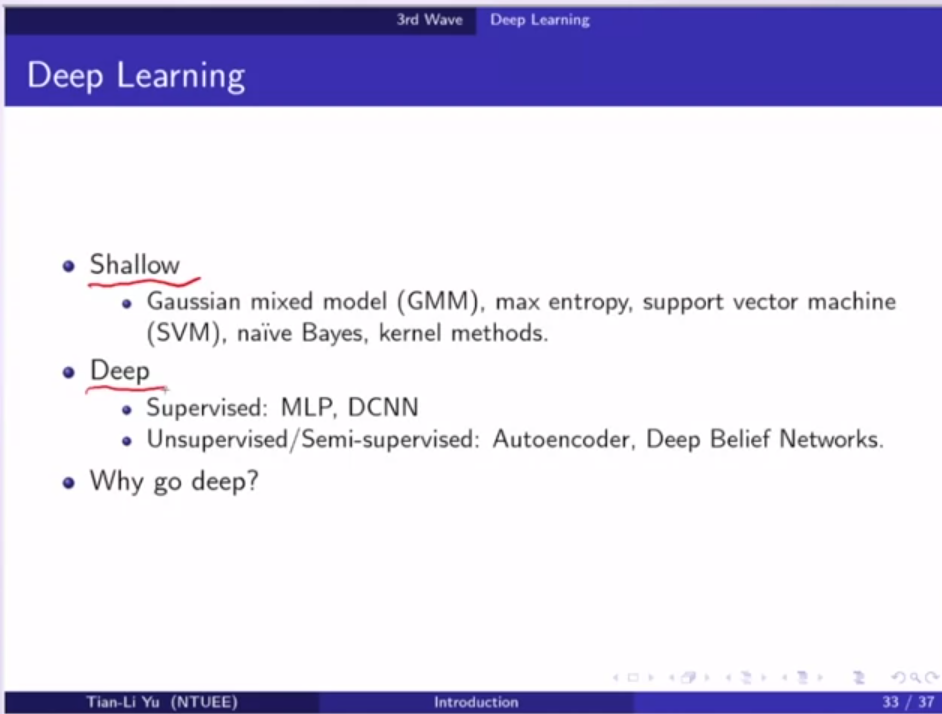 3rd Wave Deep Learning
Deep Learning
Shallow
Gaussian mixed model (GMM), max entropy, support vector machine
(SVM), naïve Bayes, kernel methods.
Deep
Supervised: MLP, DCNN
Unsupervised/Semi-supervised: Autoencoder, Deep Belief Networks.
Why go deep?
Tian-Li Yu (NTUEE) Introduction 33 / 37